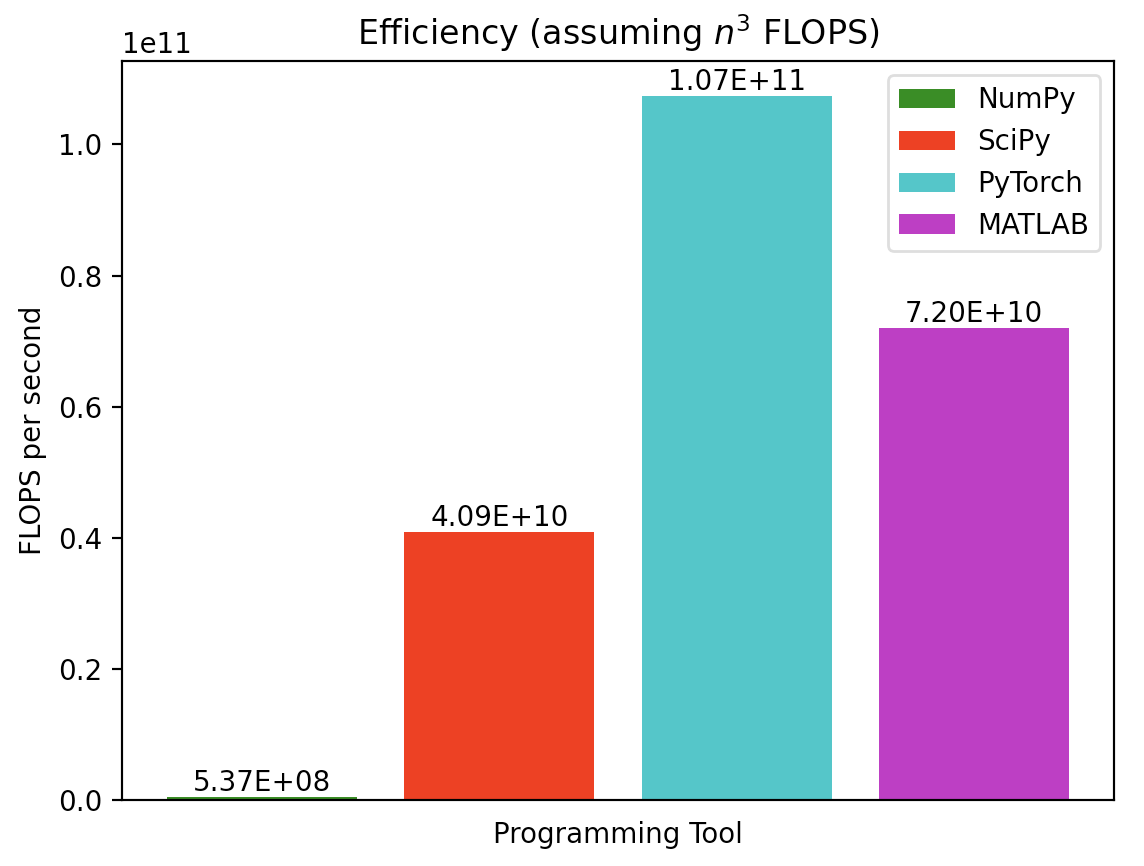 Efficiency (assuming n³ FLOPS)
1e11
1.0
0.8
0.6
0.4
0.2
0.0
FLOPS per second
5.37E+08
4.09E+10
1.07E+11
7.20E+10
NumPy
SciPy
PyTorch
MATLAB
Programming Tool